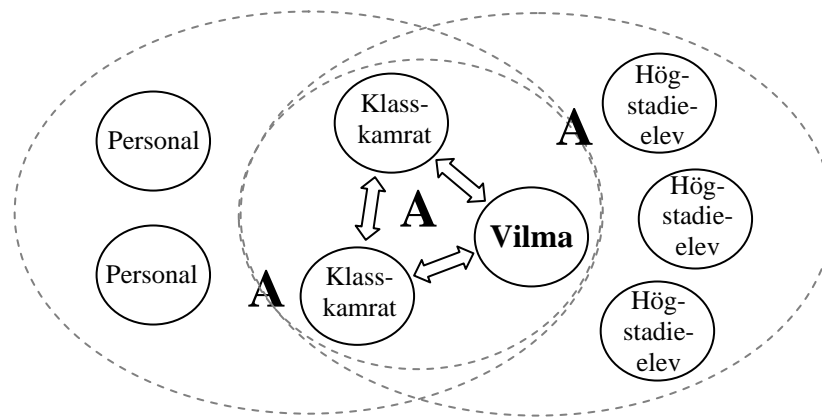 Personal
Personal
Klass-
kamrat
A
Klass-
kamrat
A
Vilma
A
Hög-
stadie-
elev
Hög-
stadie-
elev
Hög-
stadie-
elev